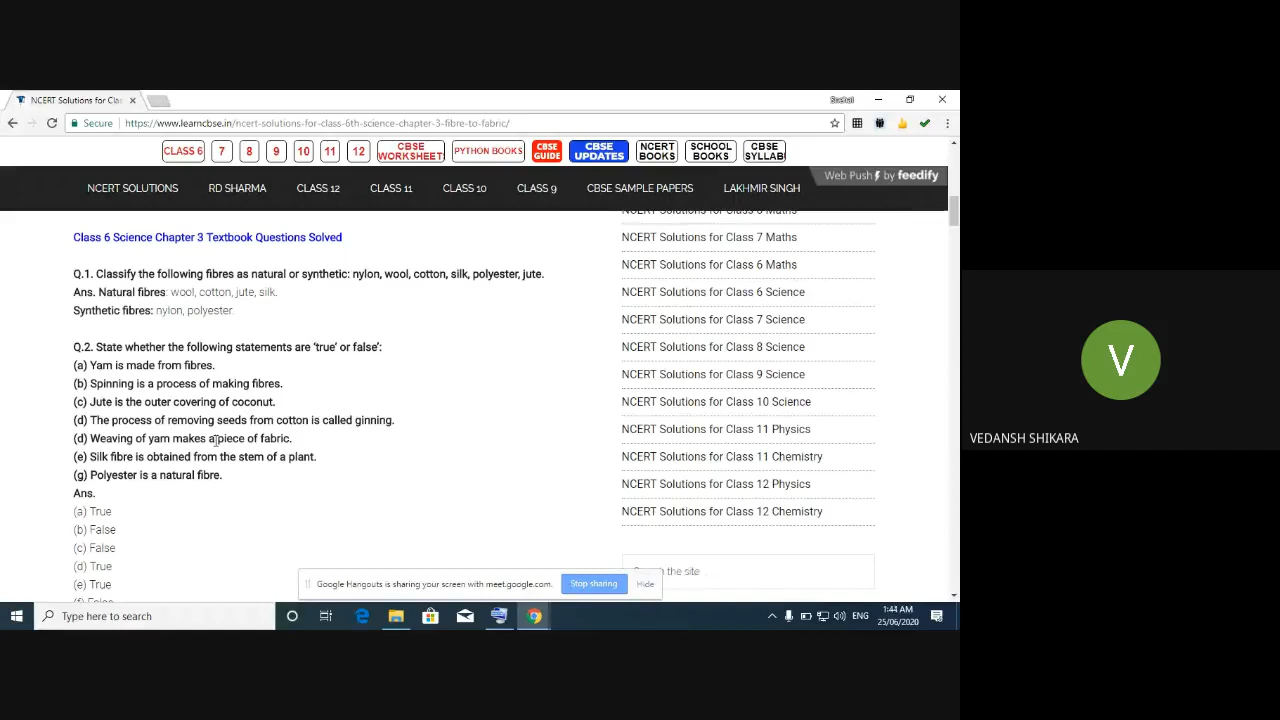 NCERT Solutions for Cla
Secure https://www.learncbse.in/ncert-solutions-for-class-6th-science-chapter-3-fibre-to-fabric/
CLASS 6 7 8 9 10 11 12 CBSE WORKSHEET PYTHON BOOKS CBSE GUIDE CBSE UPDATES NCERT BOOKS SCHOOL BOOKS CBSE SYLLAB
NCERT SOLUTIONS RD SHARMA CLASS 12 CLASS 11 CLASS 10 CLASS 9 CBSE SAMPLE PAPERS LAKHMIR SINGH
Web Push by feedify
Class 6 Science Chapter 3 Textbook Questions Solved
Q.1. Classify the following fibres as natural or synthetic: nylon, wool, cotton, silk, polyester, jute.
Ans. Natural fibres: wool, cotton, jute, silk.
Synthetic fibres: nylon, polyester.
Q.2. State whether the following statements are ‘true’ or false’:
(a) Yam is made from fibres.
(b) Spinning is a process of making fibres.
(c) Jute is the outer covering of coconut.
(d) The process of removing seeds from cotton is called ginning.
(d) Weaving of yam makes a piece of fabric.
(e) Silk fibre is obtained from the stem of a plant.
(g) Polyester is a natural fibre.
Ans.
(a) True
(b) False
(c) False
(d) True
(e) True
(f) False
NCERT Solutions for Class 8 Maths
NCERT Solutions for Class 7 Maths
NCERT Solutions for Class 6 Maths
NCERT Solutions for Class 6 Science
NCERT Solutions for Class 7 Science
NCERT Solutions for Class 8 Science
NCERT Solutions for Class 9 Science
NCERT Solutions for Class 10 Science
NCERT Solutions for Class 11 Physics
NCERT Solutions for Class 11 Chemistry
NCERT Solutions for Class 12 Physics
NCERT Solutions for Class 12 Chemistry
the site
Google Hangouts is sharing your screen with meet.google.com.
Stop sharing
Hide
Type here to search
ENG
1:44 AM
25/06/2020
V
VEDANSH SHIKARA